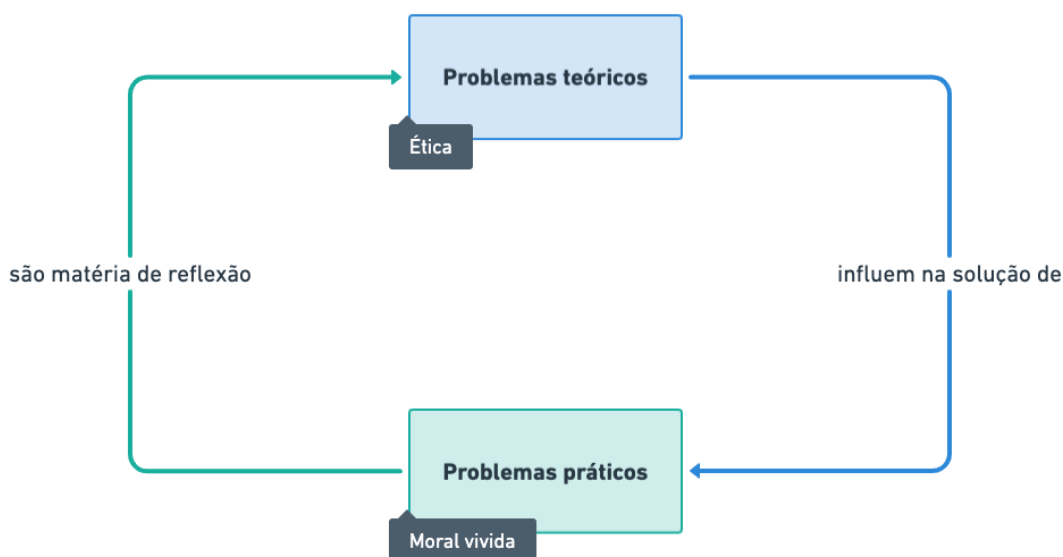 Problemas teóricos
Ética
são matéria de reflexão
influem na solução de
Problemas práticos
Moral vivida